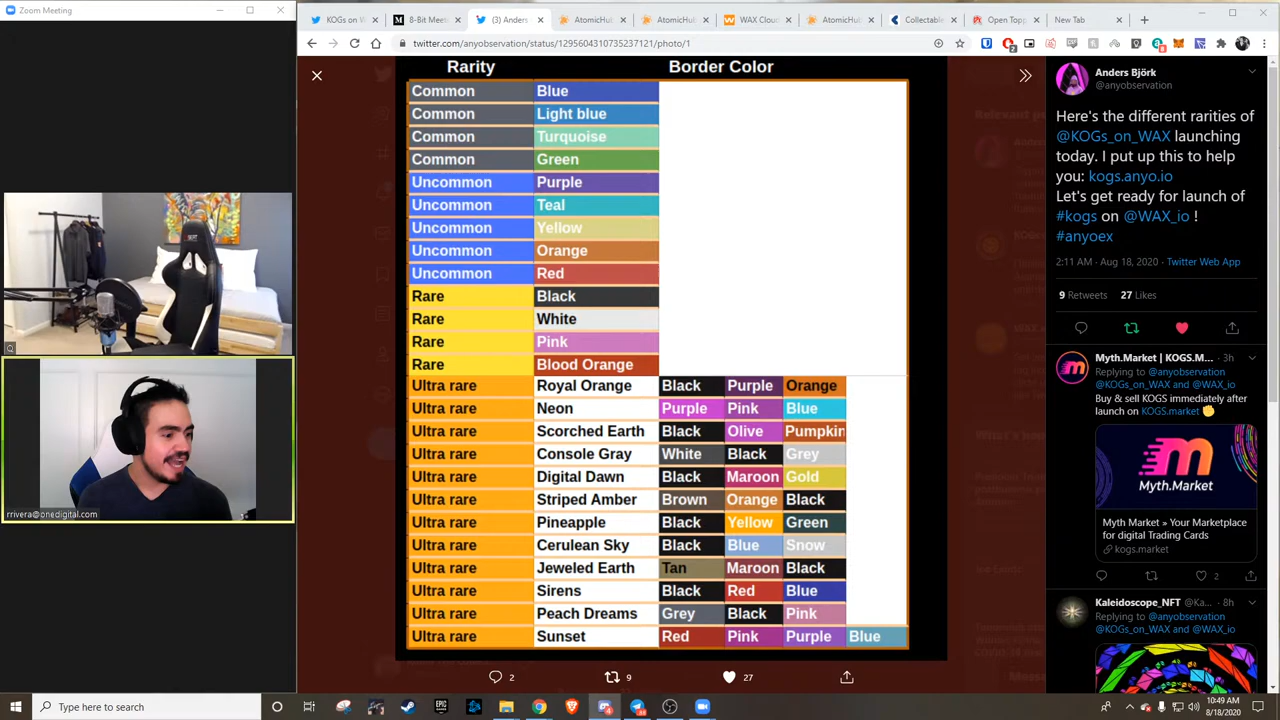 Zoom Meeting
rrivera@onedigital.com
KOGs on W
8-Bit Meet
(3) Anders
AtomicHu
AtomicHu
WAX Clou
AtomicHu
Collectable
Open Topp
New Tab
twitter.com/anyobservation/status/1295604310735237121/photo/1
Rarity Border Color
Common Blue
Common Light blue
Common Turquoise
Common Green
Uncommon Purple
Uncommon Teal
Uncommon Yellow
Uncommon Orange
Uncommon Red
Rare Black
Rare White
Rare Pink
Rare Blood Orange
Ultra rare Royal Orange Black Purple Orange
Ultra rare Neon Purple Pink Blue
Ultra rare Scorched Earth Black Olive Pumpkin
Ultra rare Console Gray White Black Grey
Ultra rare Digital Dawn Black Maroon Gold
Ultra rare Striped Amber Brown Orange Black
Ultra rare Pineapple Black Yellow Green
Ultra rare Cerulean Sky Black Blue Snow
Ultra rare Jeweled Earth Tan Maroon Black
Ultra rare Sirens Black Red Blue
Ultra rare Peach Dreams Grey Black Pink
Ultra rare Sunset Red Pink Purple Blue
2 9 27
Anders Björk
@anyobservation
Here's the different rarities of
@KOGs_on_WAX launching
today. I put up this to help
you: kogs.anyo.io
Let's get ready for launch of
#kogs on @WAX_io !
#anyoex
2:11 AM · Aug 18, 2020 · Twitter Web App
9 Retweets 27 Likes
Myth.Market | KOGS.M... · 3h
Replying to @anyobservation
@KOGs_on_WAX and @WAX_io
Buy & sell KOGS immediately after
launch on KOGS.market
Myth.Market
Myth Market » Your Marketplace
for digital Trading Cards
kogs.market
2
Kaleidoscope_NFT @Ka... · 8h
Replying to @anyobservation
@KOGs_on_WAX and @WAX_io
Type here to search
10:49 AM
8/18/2020